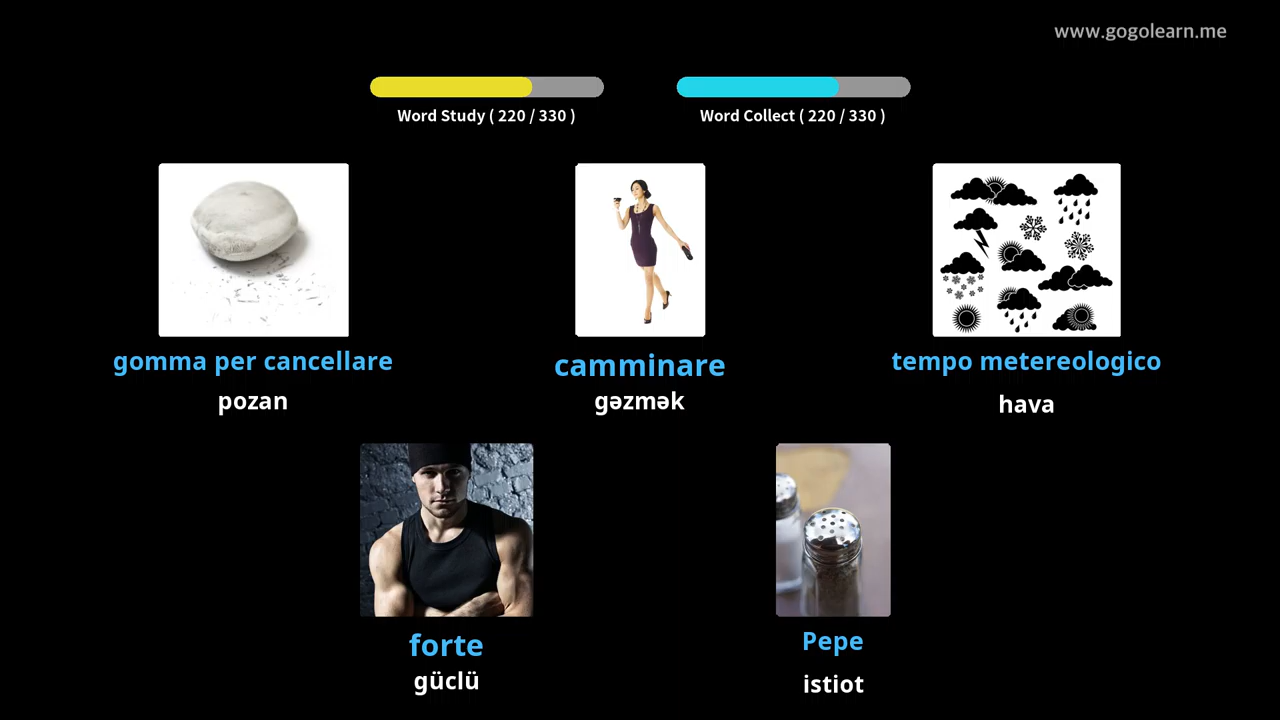 www.gogolearn.me
Word Study ( 220 / 330 )
Word Collect ( 220 / 330 )
gomma per cancellare
pozan
camminare
gəzmək
tempo metereologico
hava
forte
güclü
Pepe
istiot